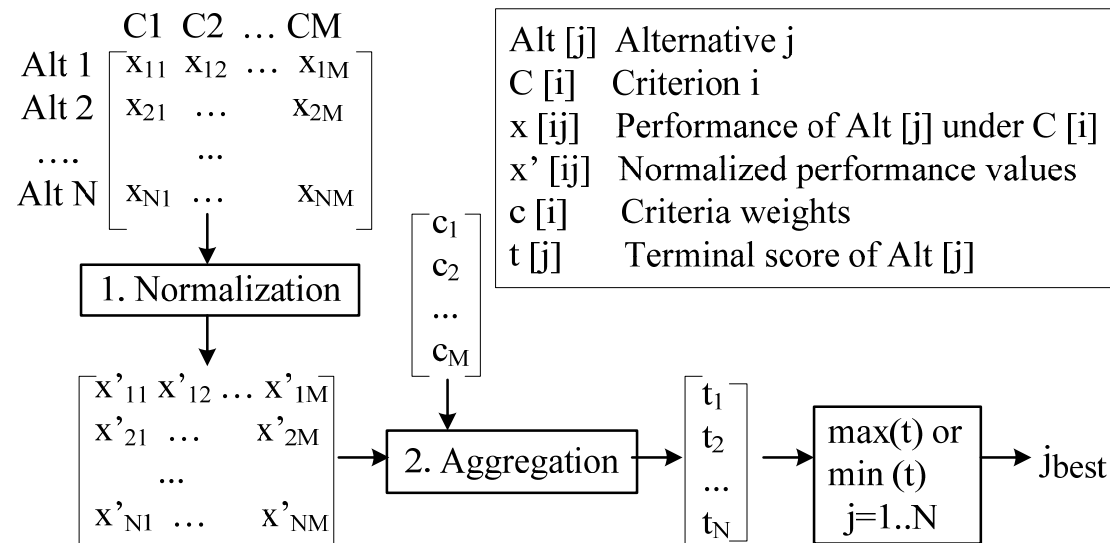 C1 C2 … CM
Alt 1 x11 x12 … x1M
Alt 2 x21 … x2M
…. ...
Alt N xN1 … xNM
1. Normalization
x’11 x’12 … x’1M
x’21 … x’2M
...
x’N1 … x’NM
c1
c2
...
cM
2. Aggregation
t1
t2
...
tN
max(t) or
min (t)
j=1..N
jbest
Alt [j] Alternative j
C [i] Criterion i
x [ij] Performance of Alt [j] under C [i]
x’ [ij] Normalized performance values
c [i] Criteria weights
t [j] Terminal score of Alt [j]